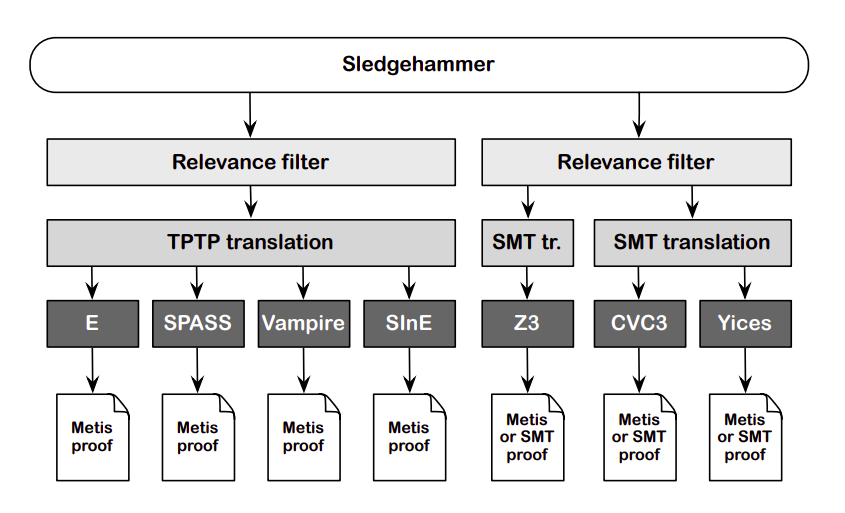 Sledgehammer
Relevance filter
Relevance filter
TPTP translation
SMT tr.
SMT translation
E
SPASS
Vampire
SInE
Z3
CVC3
Yices
Metis
proof
Metis
proof
Metis
proof
Metis
proof
Metis
or SMT
proof
Metis
or SMT
proof
Metis
or SMT
proof